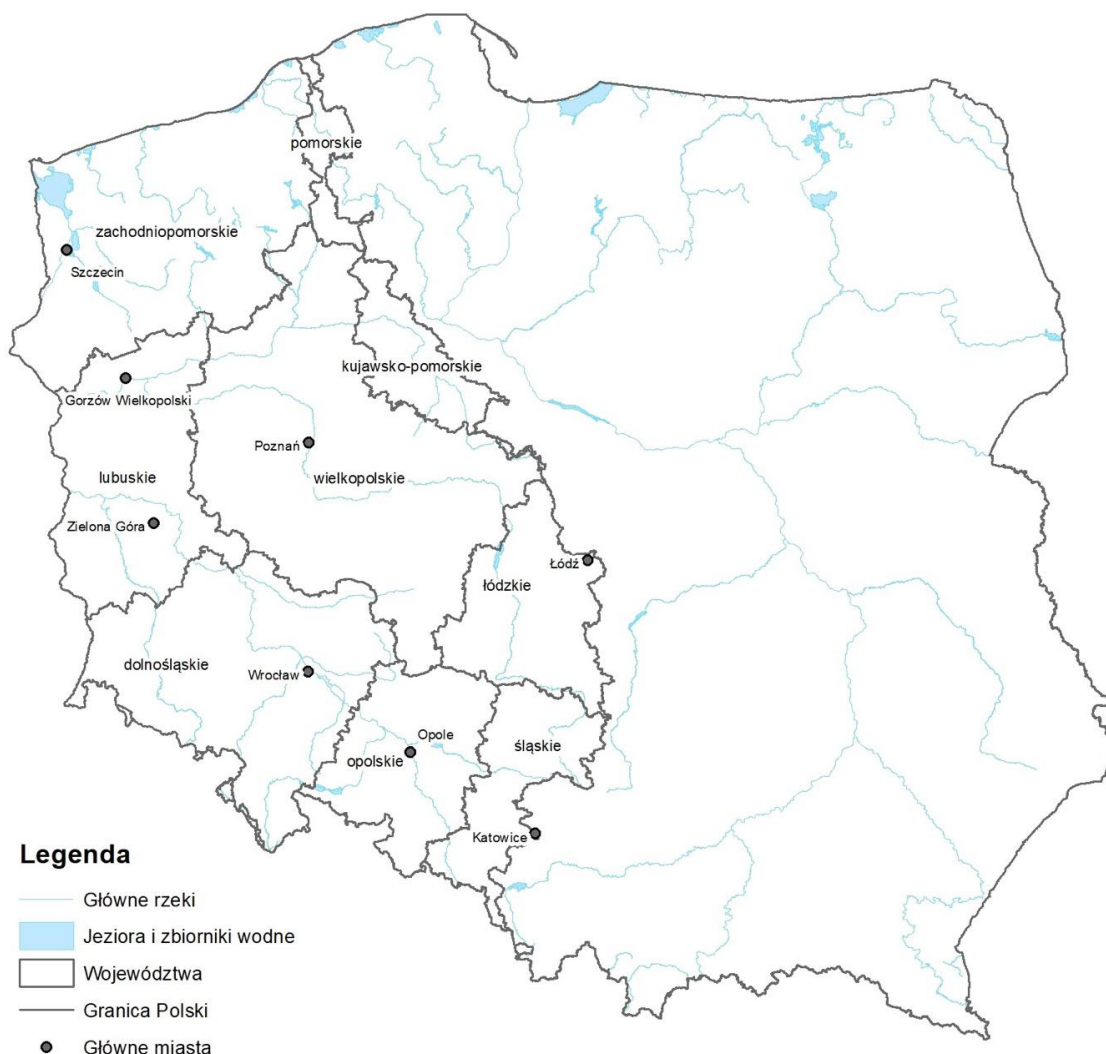 pomorskie
zachodniopomorskie
Szczecin
kujawsko-pomorskie
Gorzów Wielkopolski
Poznań
wielkopolskie
lubuskie
Zielona Góra
Łódź
łódzkie
dolnośląskie
Wrocław
Opole
śląskie
opolskie
Katowice
Legenda
Główne rzeki
Jeziora i zbiorniki wodne
Województwa
Granica Polski
Główne miasta